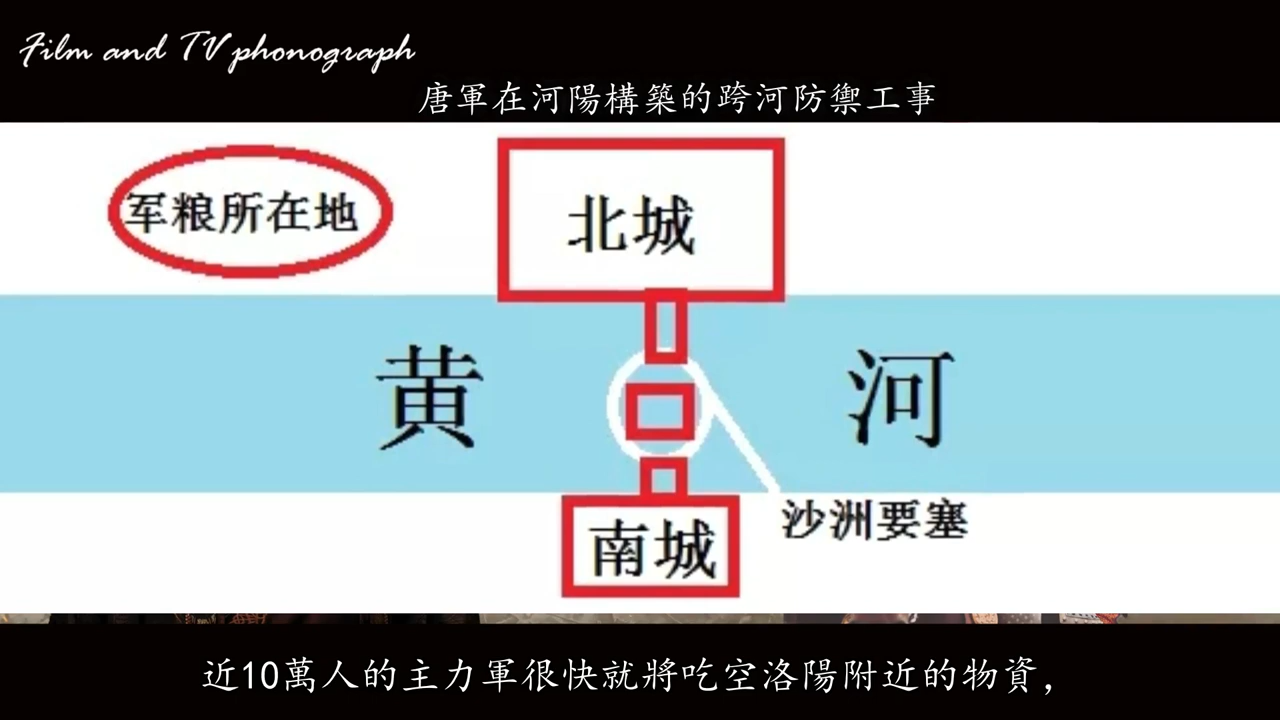 Film and TV phonograph
唐軍在河陽構築的跨河防禦工事
军粮所在地
北城
黄河
沙洲要塞
南城
近10萬人的主力軍很快就將吃空洛陽附近的物資，